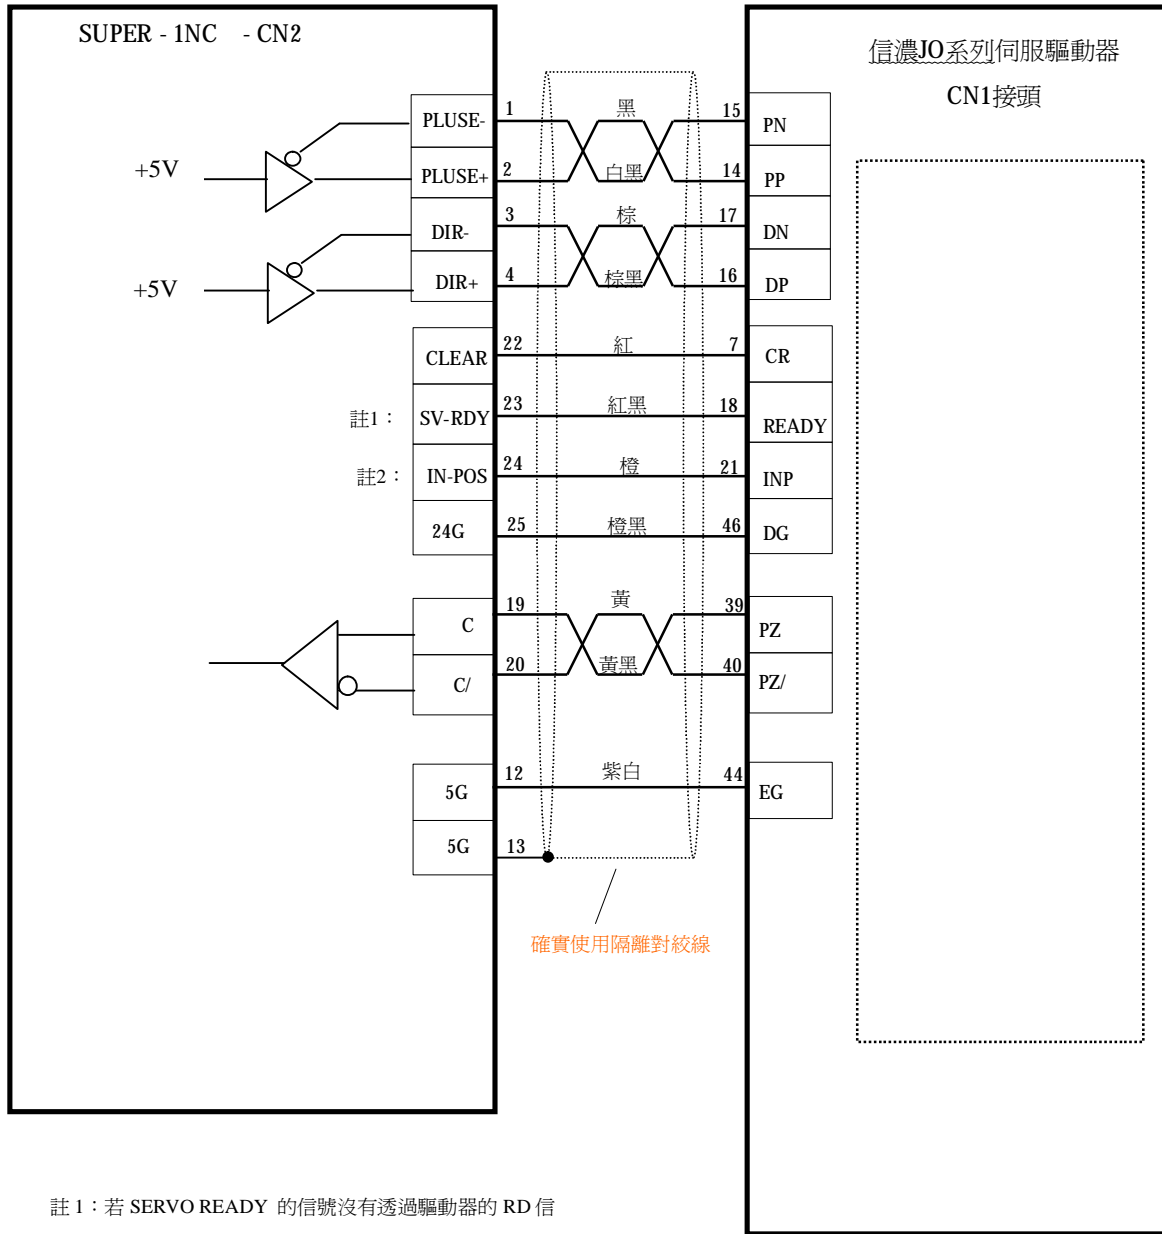 SUPER - 1NC - CN2
信濃JO系列伺服驅動器
CN1接頭
PLUSE- 1 黑 15 PN
+5V
PLUSE+ 2 白黑 14 PP
DIR- 3 棕 17 DN
+5V
DIR+ 4 棕黑 16 DP
CLEAR 22 紅 7 CR
註1： SV-RDY 23 紅黑 18 READY
註2： IN-POS 24 橙 21 INP
24G 25 橙黑 46 DG
C 19 黃 39 PZ
C/ 20 黃黑 40 PZ/
5G 12 紫白 44 EG
5G 13
確實使用隔離對絞線
註 1：若 SERVO READY 的信號沒有透過驅動器的 RD 信